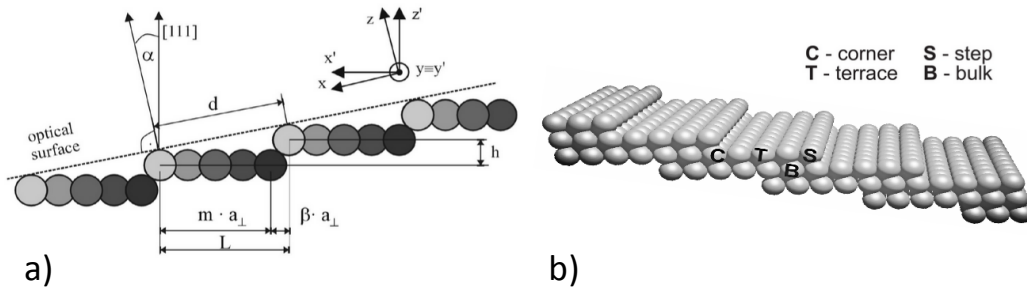 [111]
α
z
z'
x'
x
y≡y'
d
optical
surface
h
m · a⊥
β· a⊥
L
a)
C - corner S - step
T - terrace B - bulk
C T S
B
b)